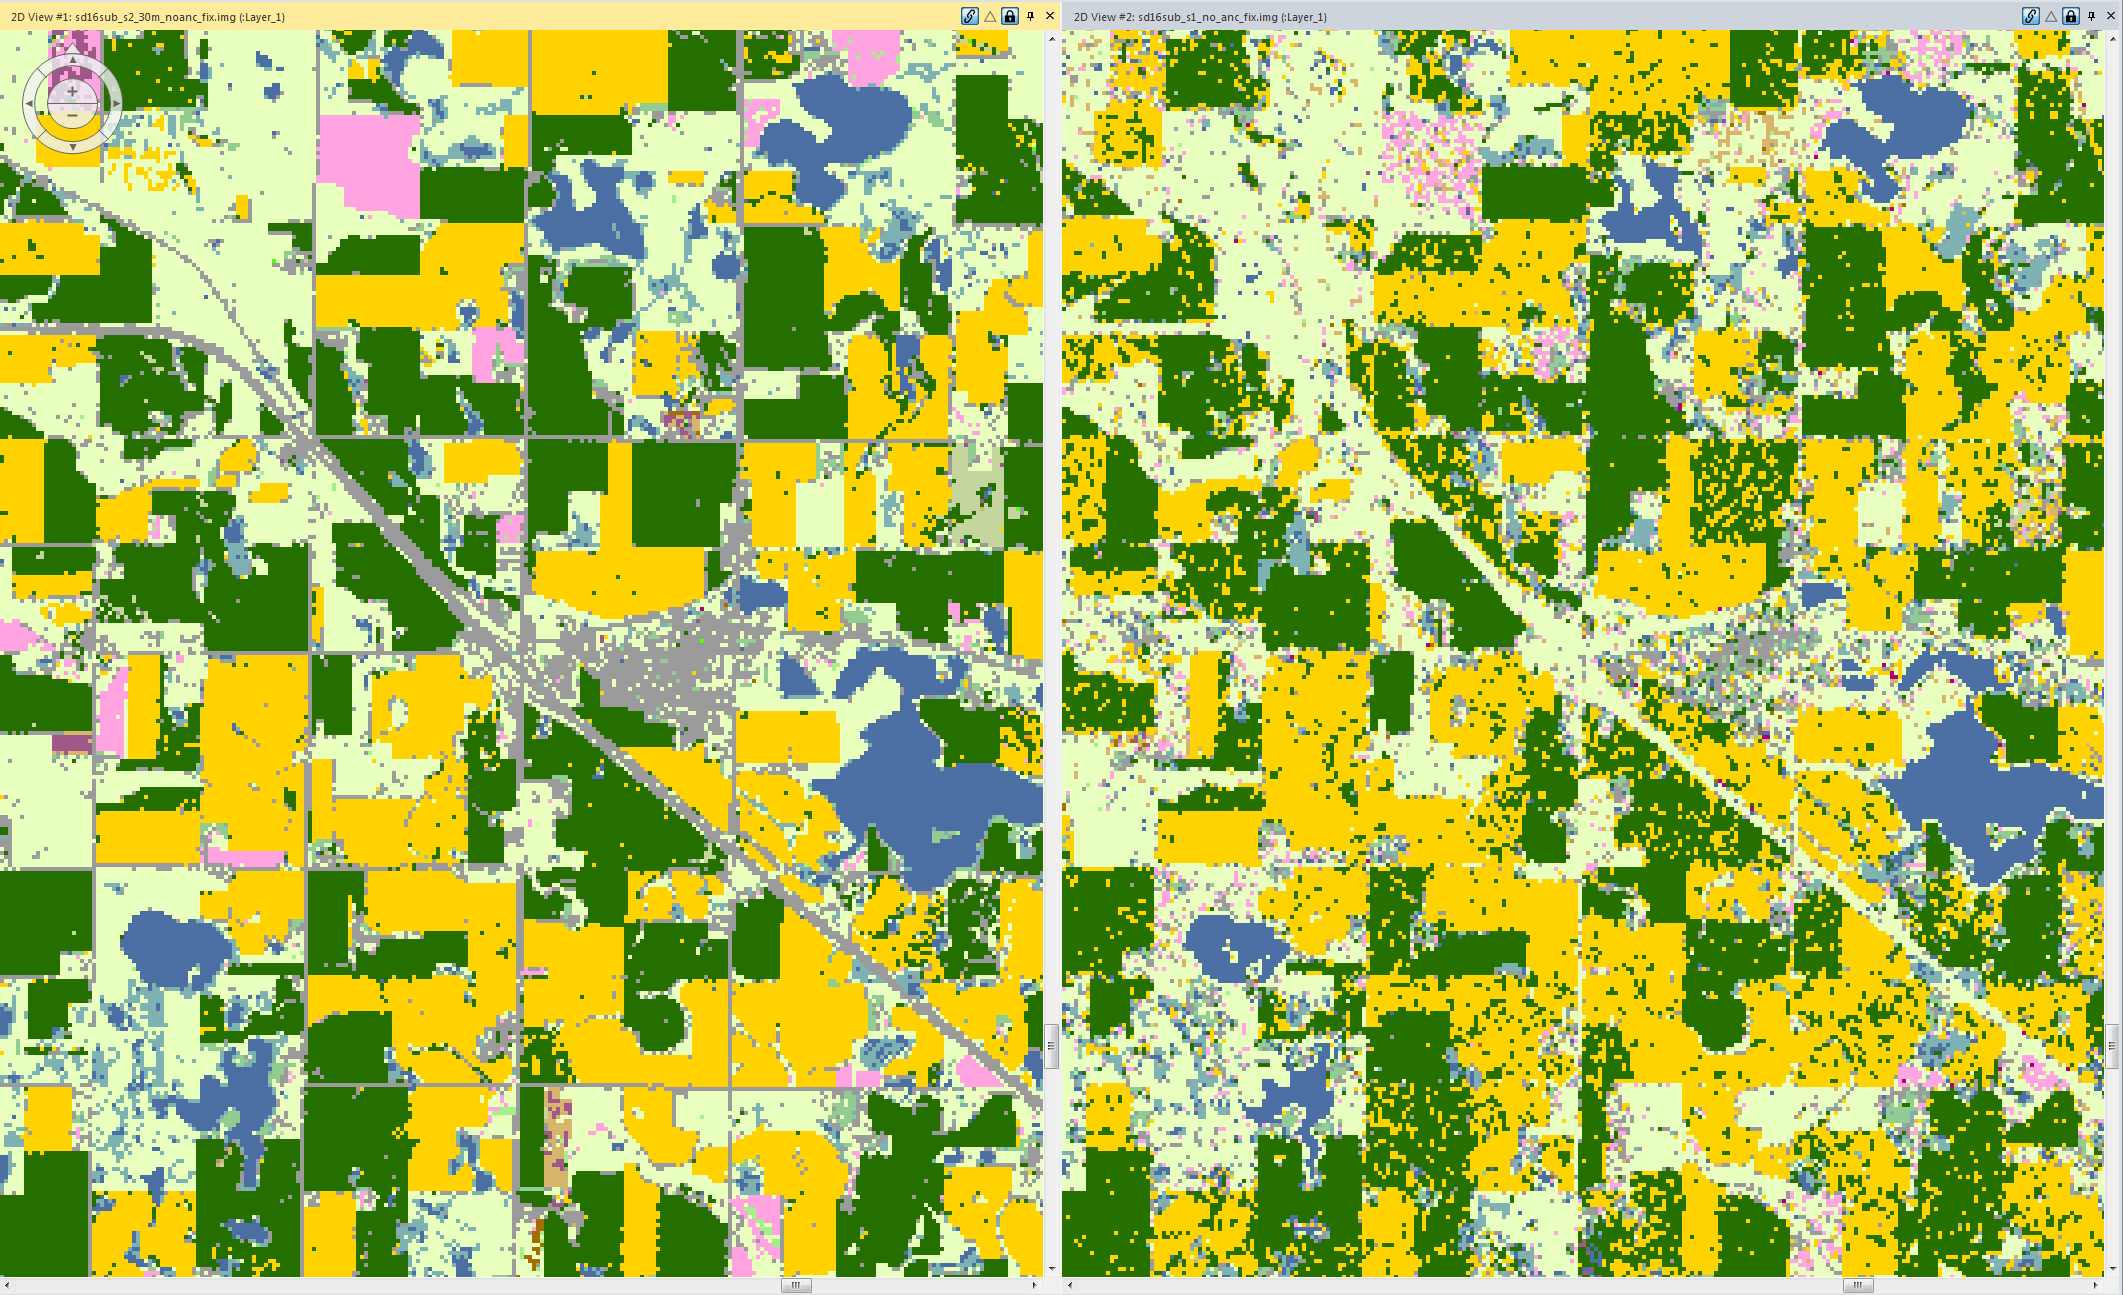 2D View #1: sd16sub_s2_30m_noanc_fix.img (:Layer_1)
2D View #2: sd16sub_s1_no_anc_fix.img (:Layer_1)